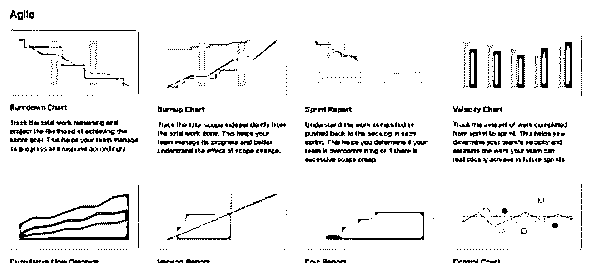 Agile
Burndown Chart
Track the total work remaining and
project the likelihood of achieving the
sprint goal. This helps your team manage
its progress and respond accordingly.
Burnup Chart
Track the total scope independently from
the total work done. This helps your
team manage its progress and better
understand the effect of scope change.
Sprint Report
Understand the work completed or
pushed back to the backlog in each
sprint. This helps you determine if your
team is overcommitting or if there is
excessive scope creep.
Velocity Chart
Track the amount of work completed
from sprint to sprint. This helps you
determine your team's velocity and
estimate the work your team can
realistically achieve in future sprints.
Cumulative Flow Diagram
Version Report
Epic Report
Control Chart